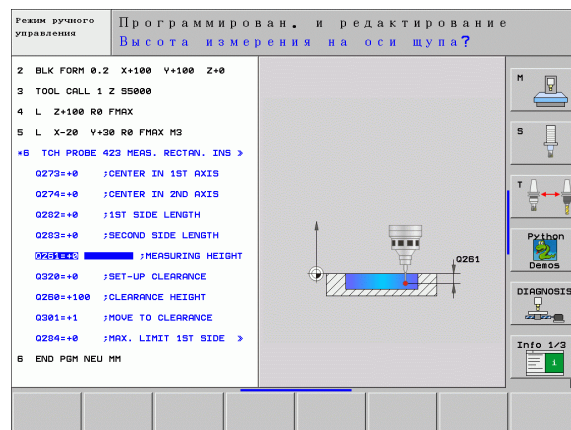 Режим ручного
управления
Программирован. и редактирование
Высота измерения на оси щупа?
2 BLK FORM 0.2 X+100 Y+100 Z+0
3 TOOL CALL 1 Z S5000
4 L Z+100 R0 FMAX
5 L X-20 Y+30 R0 FMAX M3
*6 TCH PROBE 423 MEAS. RECTAN. INS »
Q273=+0 ;CENTER IN 1ST AXIS
Q274=+0 ;CENTER IN 2ND AXIS
Q282=+0 ;1ST SIDE LENGTH
Q283=+0 ;SECOND SIDE LENGTH
Q261=+0 ;MEASURING HEIGHT
Q320=+0 ;SET-UP CLEARANCE
Q260=+100 ;CLEARANCE HEIGHT
Q301=+1 ;MOVE TO CLEARANCE
Q284=+0 ;MAX. LIMIT 1ST SIDE »
6 END PGM NEU MM
Q261
M
S
T
Python
Demos
DIAGNOSIS
Info 1/3
i